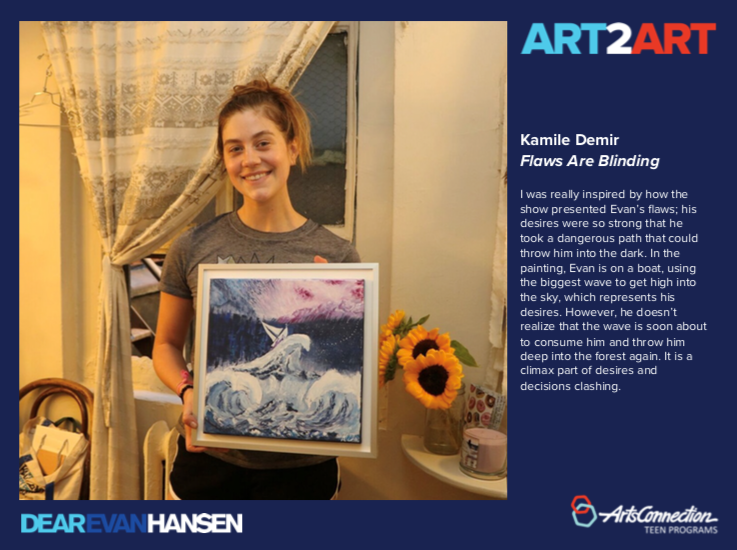 ART2ART
Kamile Demir
Flaws Are Blinding
I was really inspired by how the
show presented Evan's flaws; his
desires were so strong that he
took a dangerous path that could
throw him into the dark. In the
painting, Evan is on a boat, using
the biggest wave to get high into
the sky, which represents his
desires. However, he doesn't
realize that the wave is soon about
to consume him and throw him
deep into the forest again. It is a
climax part of desires and
decisions clashing.
DEAREVANHANSEN
ArtsConnection
TEEN PROGRAMS